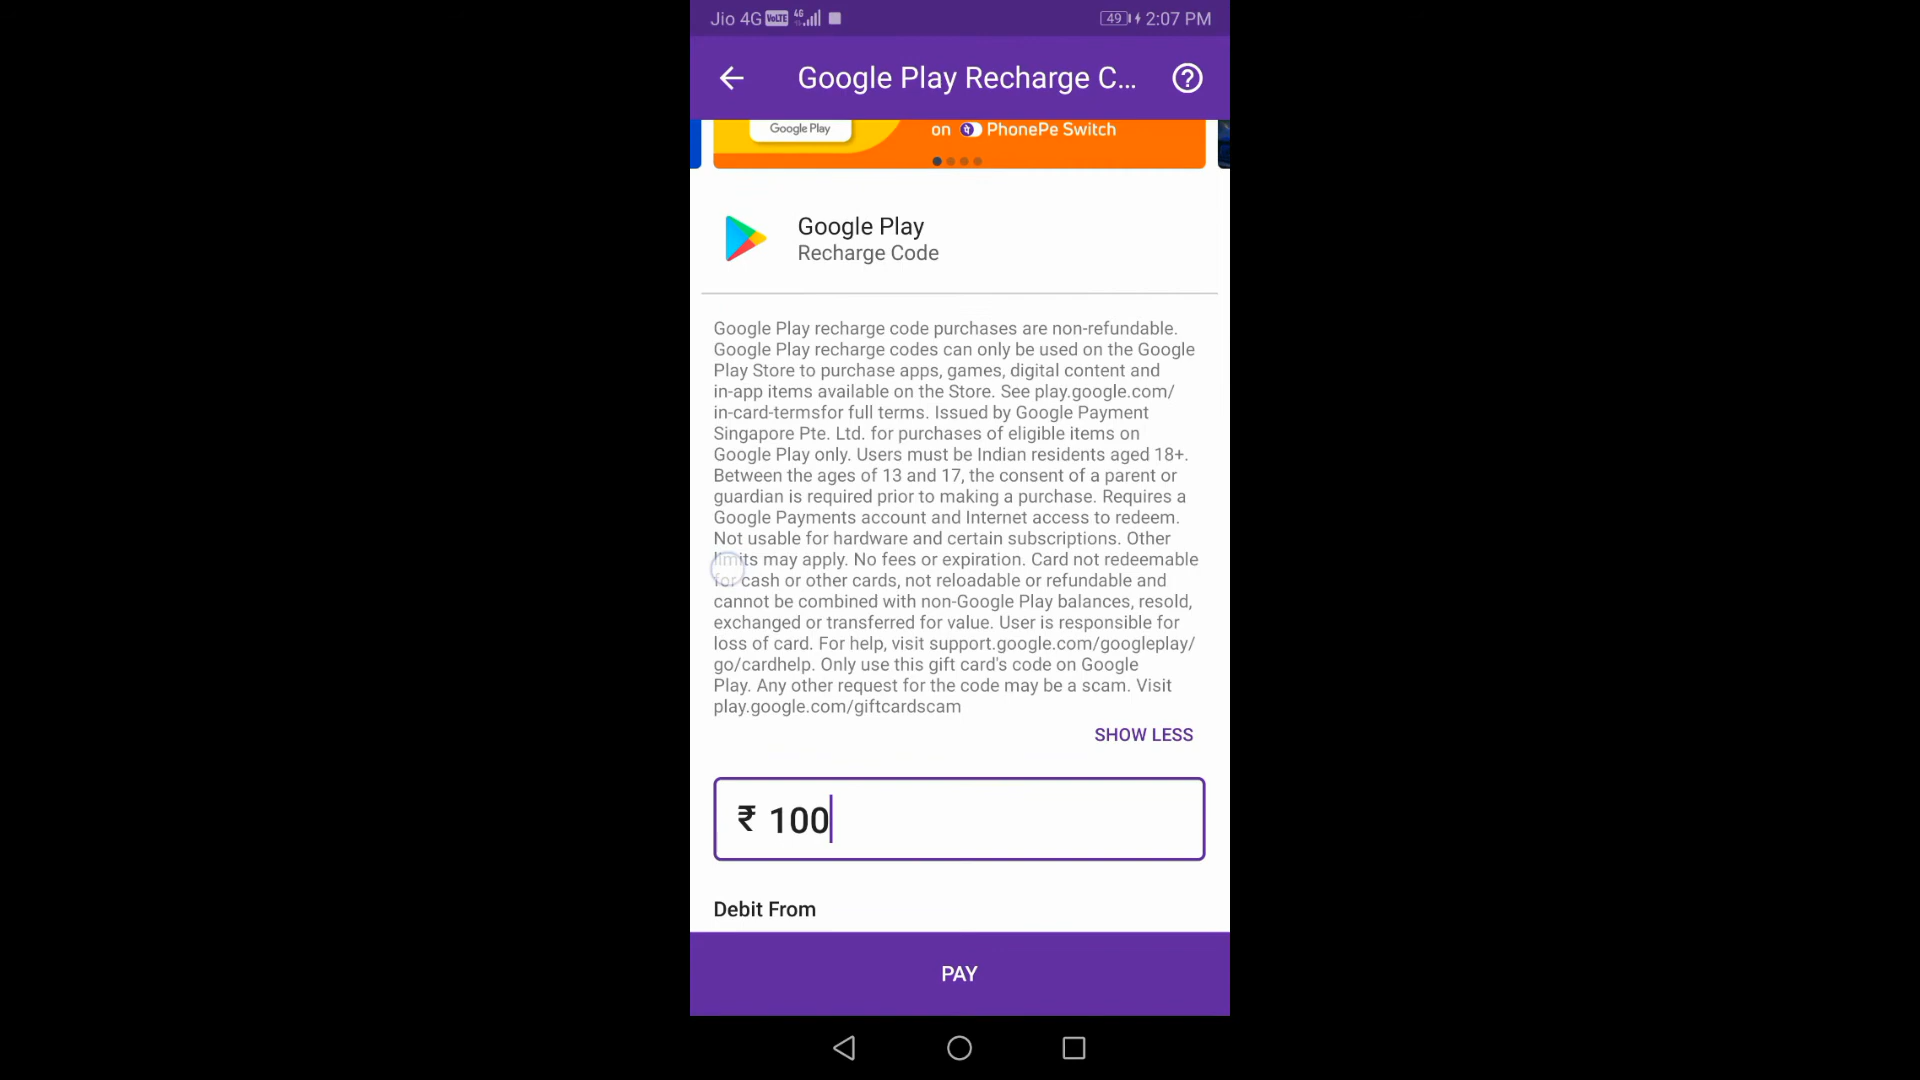 Jio 4G VoLTE 4G 49 2:07 PM
Google Play Recharge C...
Google Play
on PhonePe Switch
Google Play
Recharge Code
Google Play recharge code purchases are non-refundable.
Google Play recharge codes can only be used on the Google
Play Store to purchase apps, games, digital content and
in-app items available on the Store. See play.google.com/
in-card-termsfor full terms. Issued by Google Payment
Singapore Pte. Ltd. for purchases of eligible items on
Google Play only. Users must be Indian residents aged 18+.
Between the ages of 13 and 17, the consent of a parent or
guardian is required prior to making a purchase. Requires a
Google Payments account and Internet access to redeem.
Not usable for hardware and certain subscriptions. Other
limits may apply. No fees or expiration. Card not redeemable
for cash or other cards, not reloadable or refundable and
cannot be combined with non-Google Play balances, resold,
exchanged or transferred for value. User is responsible for
loss of card. For help, visit support.google.com/googleplay/
go/cardhelp. Only use this gift card's code on Google
Play. Any other request for the code may be a scam. Visit
play.google.com/giftcardscam
SHOW LESS
₹ 100
Debit From
PAY